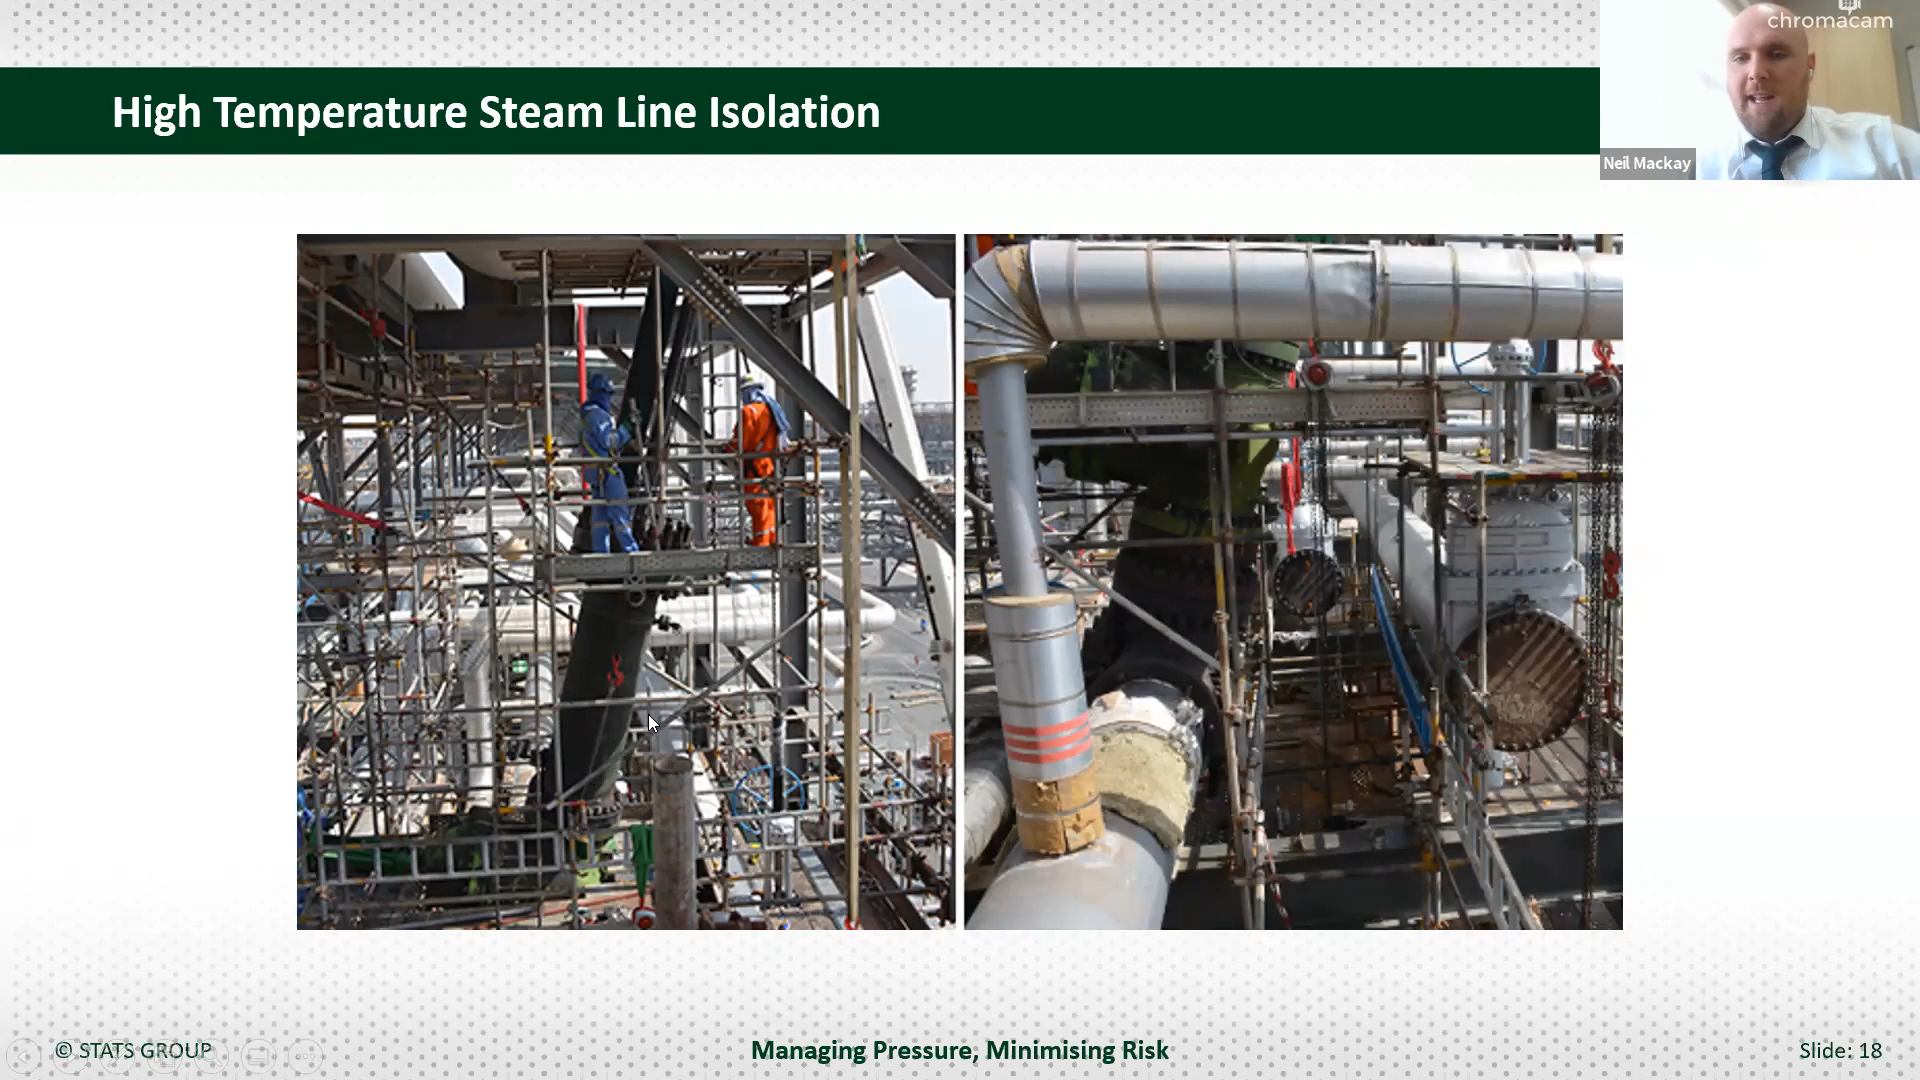 chromacam
High Temperature Steam Line Isolation
Neil Mackay
© STATS GROUP
Managing Pressure, Minimising Risk
Slide: 18